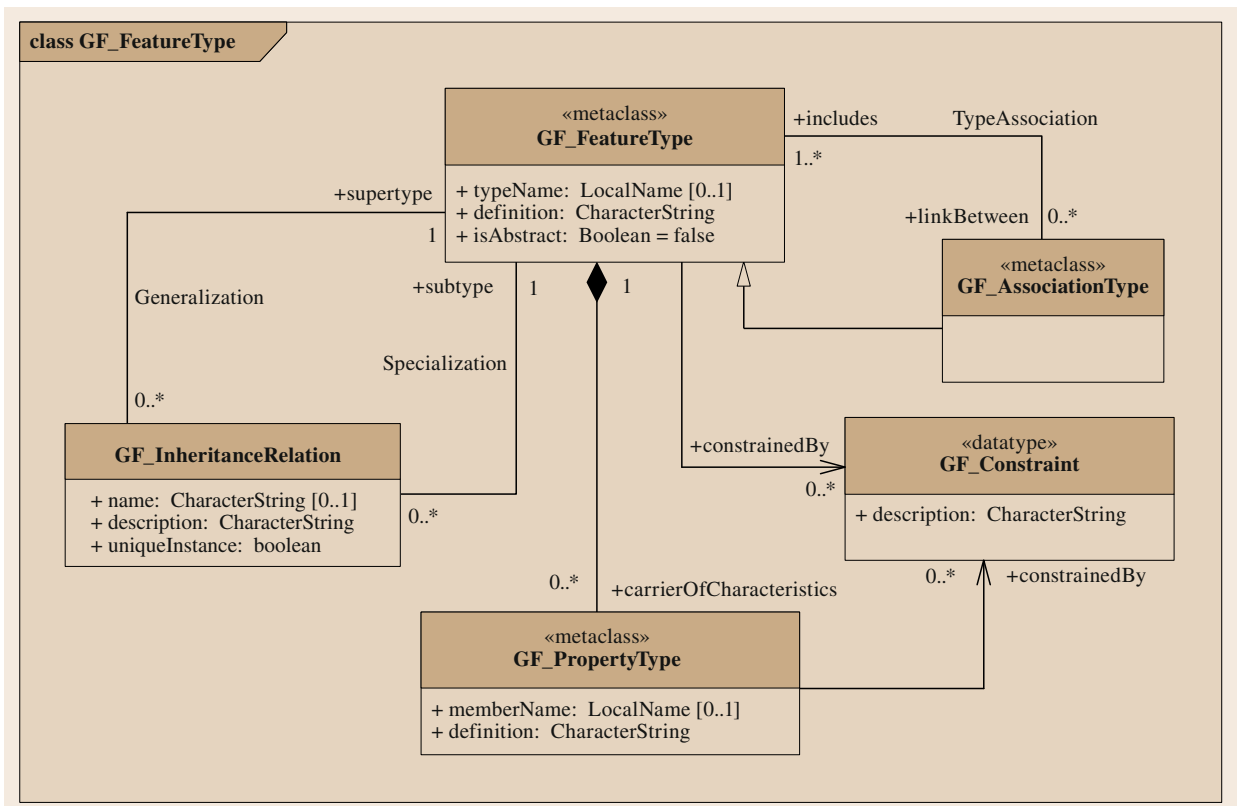 class GF_FeatureType
«metaclass»
GF_FeatureType
+ typeName: LocalName [0..1]
+ definition: CharacterString
+ isAbstract: Boolean = false
+includes
TypeAssociation
1..*
+linkBetween
0..*
«metaclass»
GF_AssociationType
+supertype
1
Generalization
0..*
+subtype
1
Specialization
0..*
1
GF_InheritanceRelation
+ name: CharacterString [0..1]
+ description: CharacterString
+ uniqueInstance: boolean
+constrainedBy
0..*
«datatype»
GF_Constraint
+ description: CharacterString
0..*
+constrainedBy
0..*
+carrierOfCharacteristics
«metaclass»
GF_PropertyType
+ memberName: LocalName [0..1]
+ definition: CharacterString